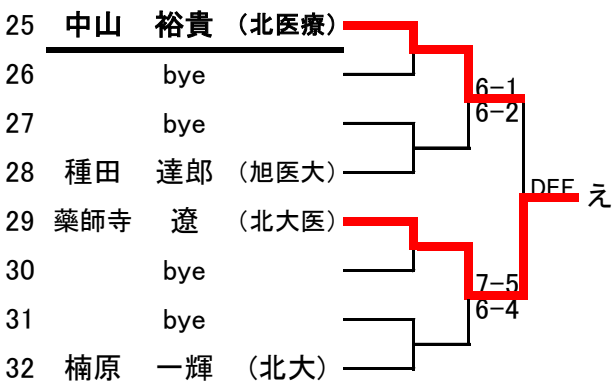 25 中山 裕貴 (北医療)
26 bye
6-1
6-2
27 bye
28 種田 達郎 (旭医大)
DEF え
29 藥師寺 遼 (北大医)
30 bye
7-5
6-4
31 bye
32 楠原 一輝 (北大)